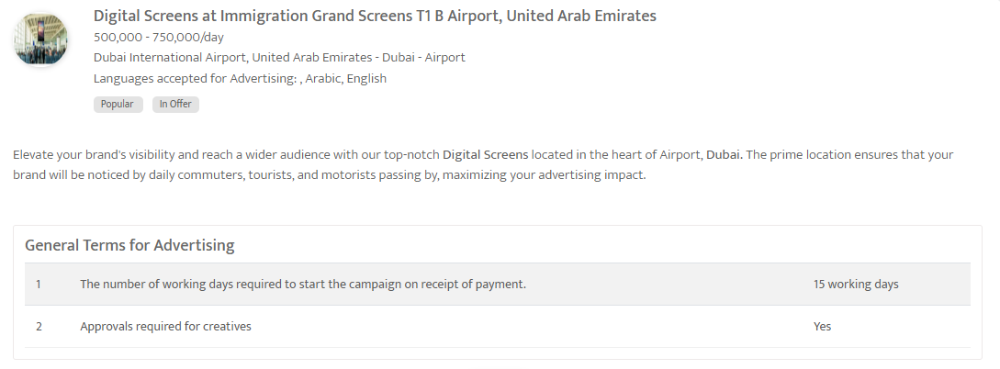 Digital Screens at Immigration Grand Screens T1 B Airport, United Arab Emirates
500,000 - 750,000/day
Dubai International Airport, United Arab Emirates - Dubai - Airport
Languages accepted for Advertising: , Arabic, English
Popular In Offer
Elevate your brand's visibility and reach a wider audience with our top-notch Digital Screens located in the heart of Airport, Dubai. The prime location ensures that your
brand will be noticed by daily commuters, tourists, and motorists passing by, maximizing your advertising impact.
General Terms for Advertising
1 The number of working days required to start the campaign on receipt of payment. 15 working days
2 Approvals required for creatives Yes